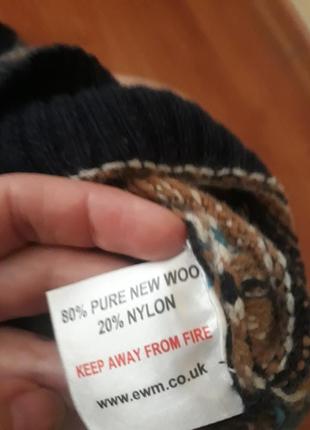 80% PURE NEW WOO
20% NYLON
KEEP AWAY FROM FIRE
www.ewm.co.uk